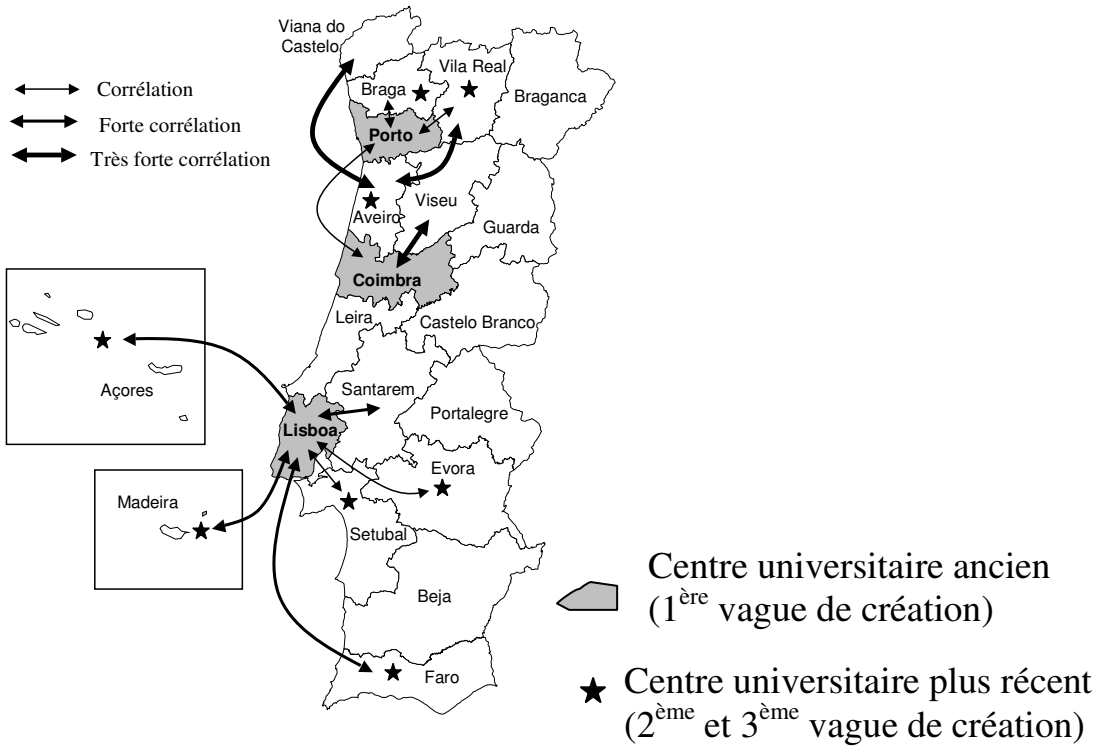 Viana do
Castelo
Vila Real
Braga
Braganca
Corrélation
Forte corrélation
Porto
Très forte corrélation
Viseu
Aveiro
Guarda
Coimbra
Leira
Castelo Branco
Açores
Santarem
Portalegre
Lisboa
Evora
Madeira
Setubal
Beja
Faro
Centre universitaire ancien
(1ère vague de création)
Centre universitaire plus récent
(2ème et 3ème vague de création)